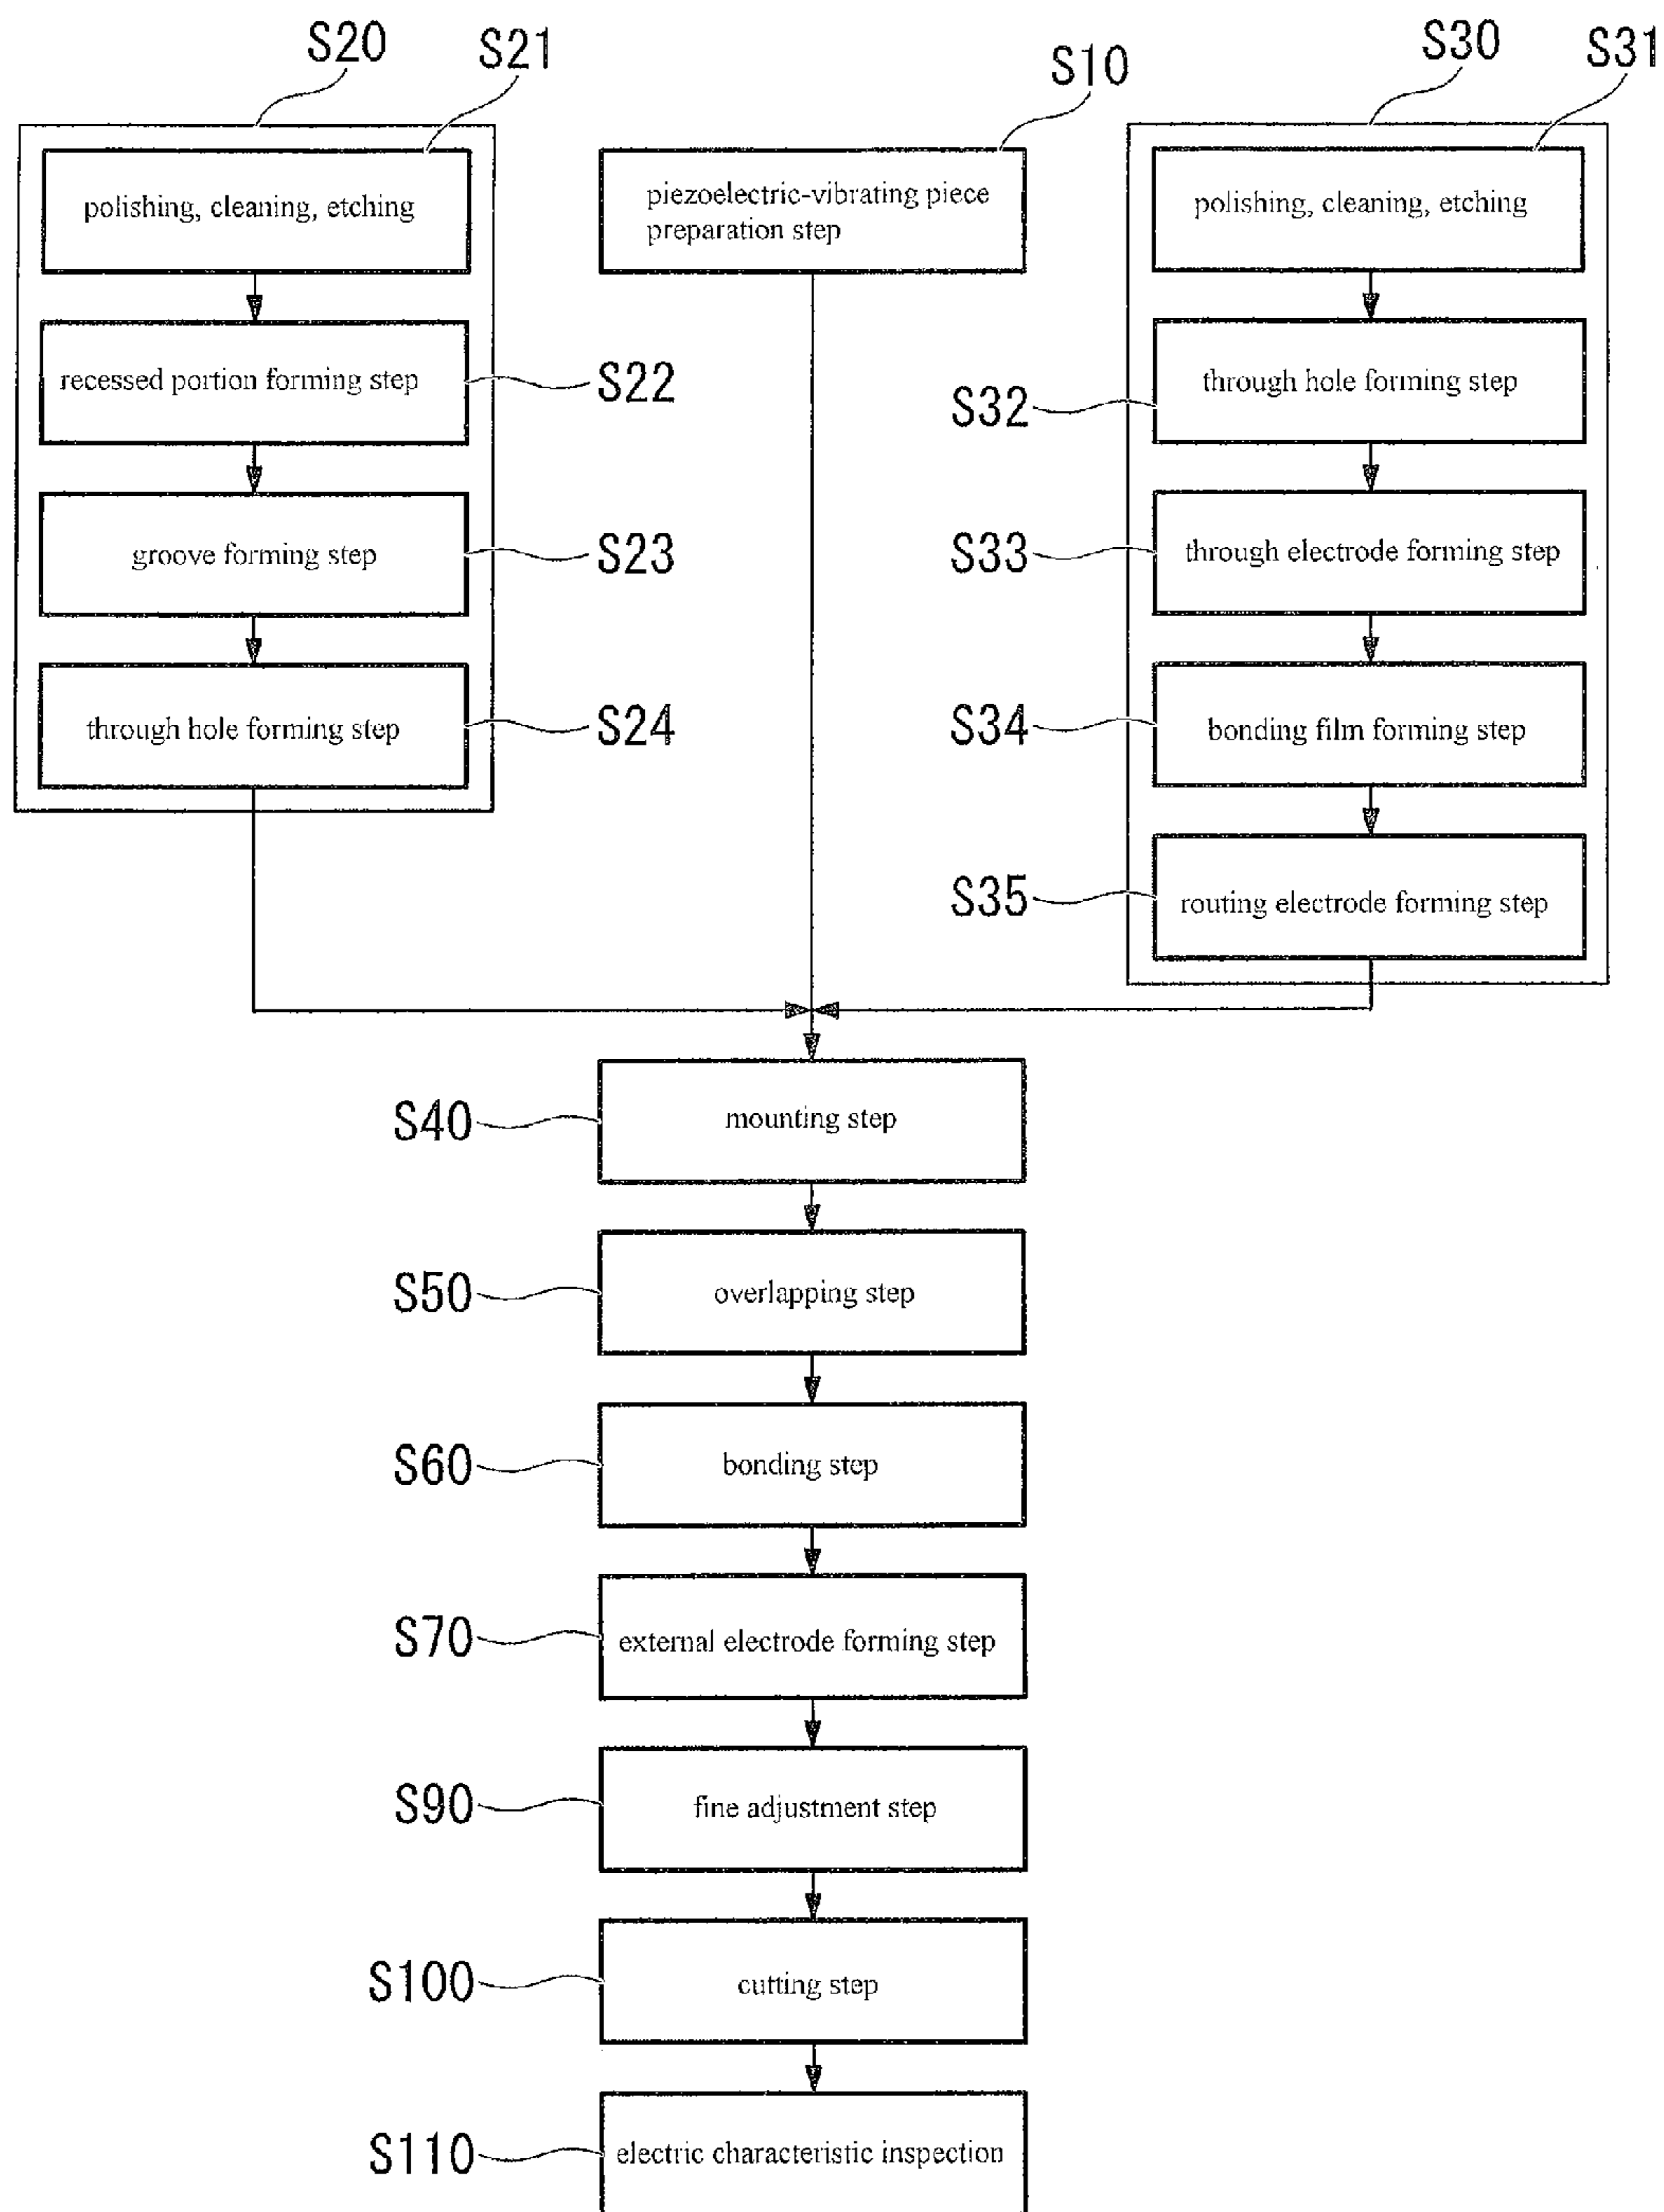 S20
S21
S10
S30
S31
polishing, cleaning, etching
piezoelectric-vibrating piece
preparation step
polishing, cleaning, etching
recessed portion forming step
S22
S32
through hole forming step
groove forming step
S23
S33
through electrode forming step
through hole forming step
S24
S34
bonding film forming step
S35
routing electrode forming step
S40
mounting step
S50
overlapping step
S60
bonding step
S70
external electrode forming step
S90
fine adjustment step
S100
cutting step
S110
electric characteristic inspection